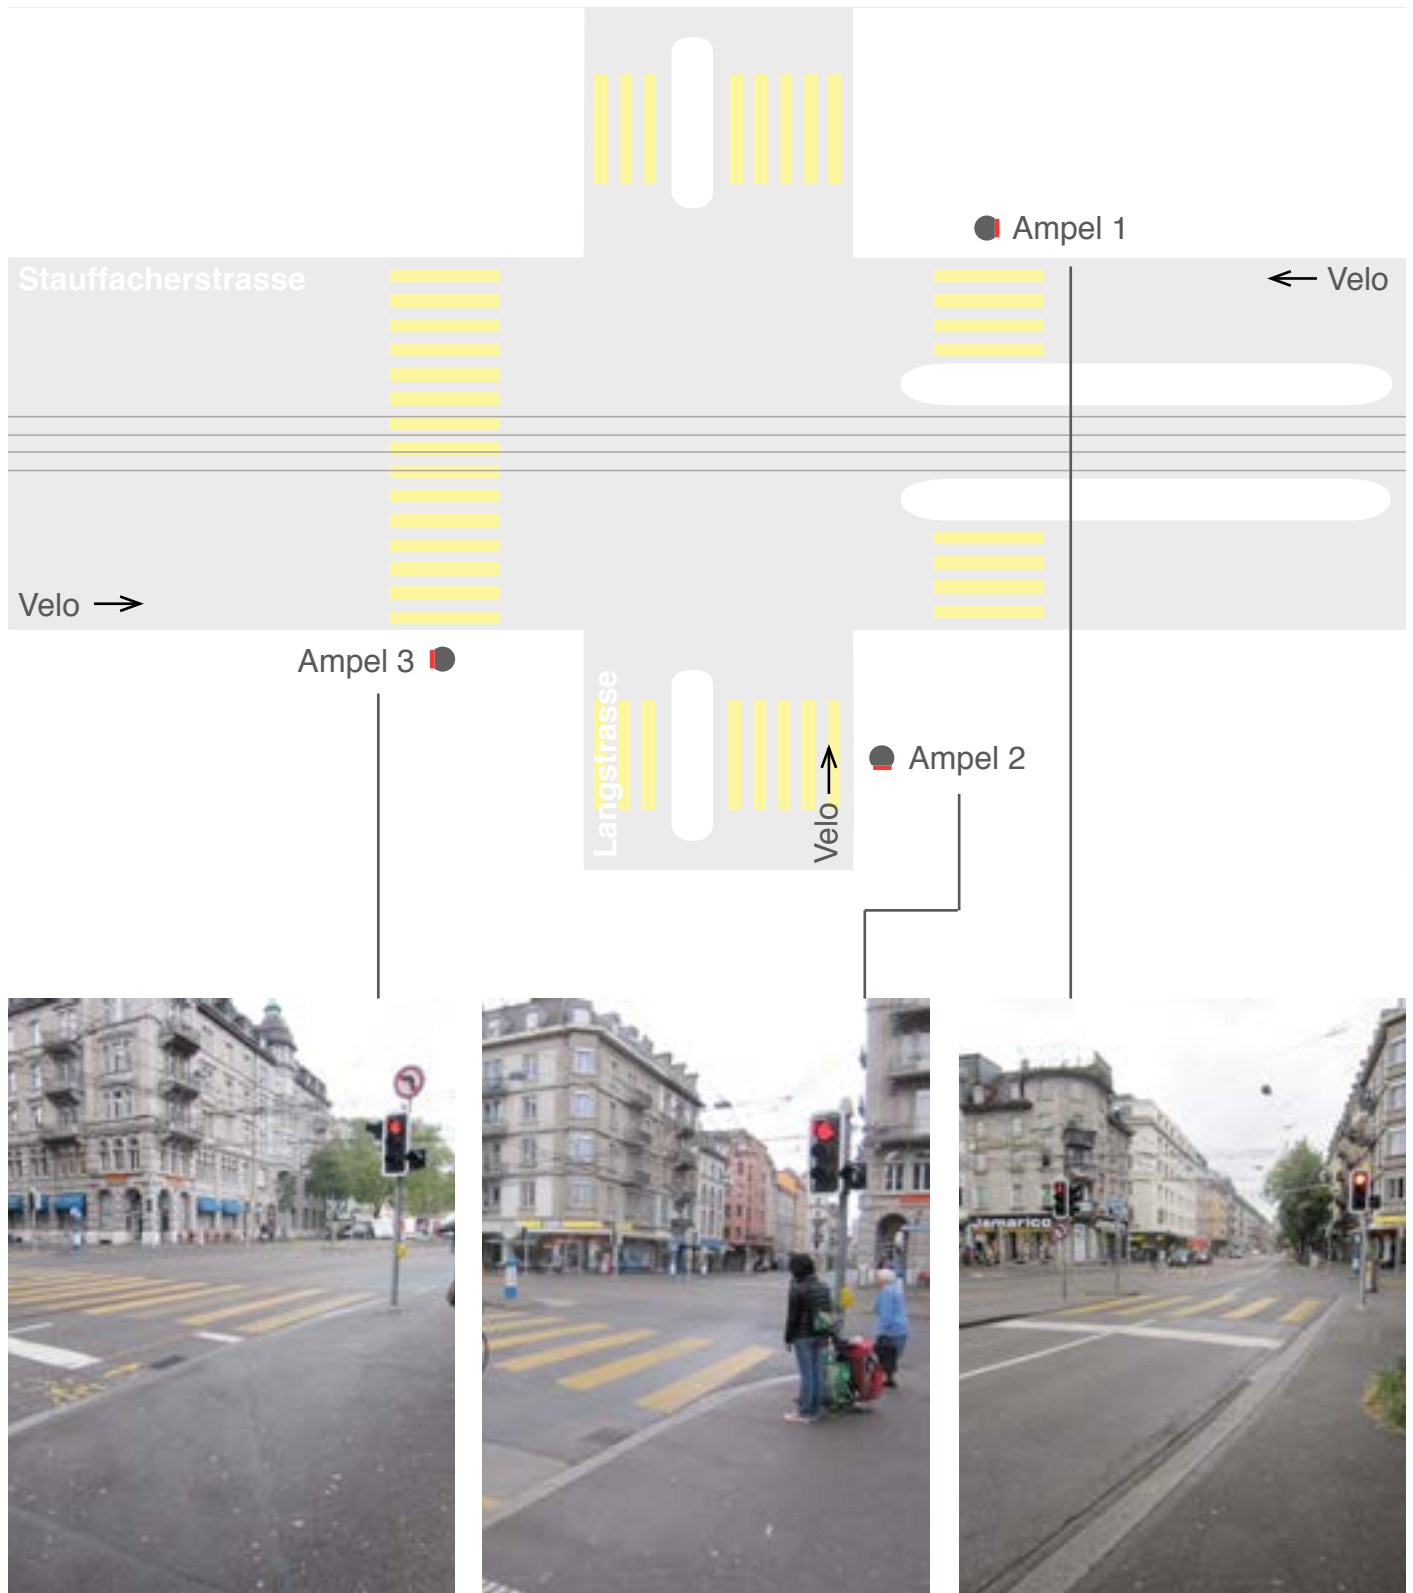 Ampel 1
Stauffacherstrasse
Velo
Velo
Ampel 3
Langstrasse
Velo
Ampel 2
Jamarico